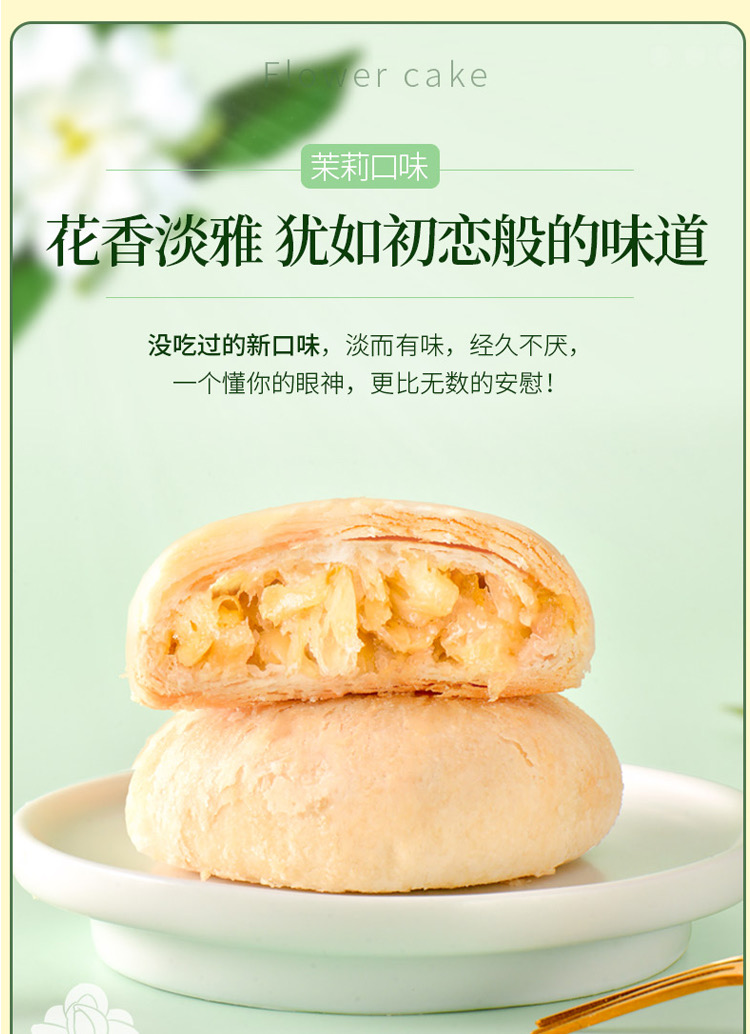 Flower cake
茉莉口味
花香淡雅 犹如初恋般的味道
没吃过的新口味，淡而有味，经久不厌，
一个懂你的眼神，更比无数的安慰！